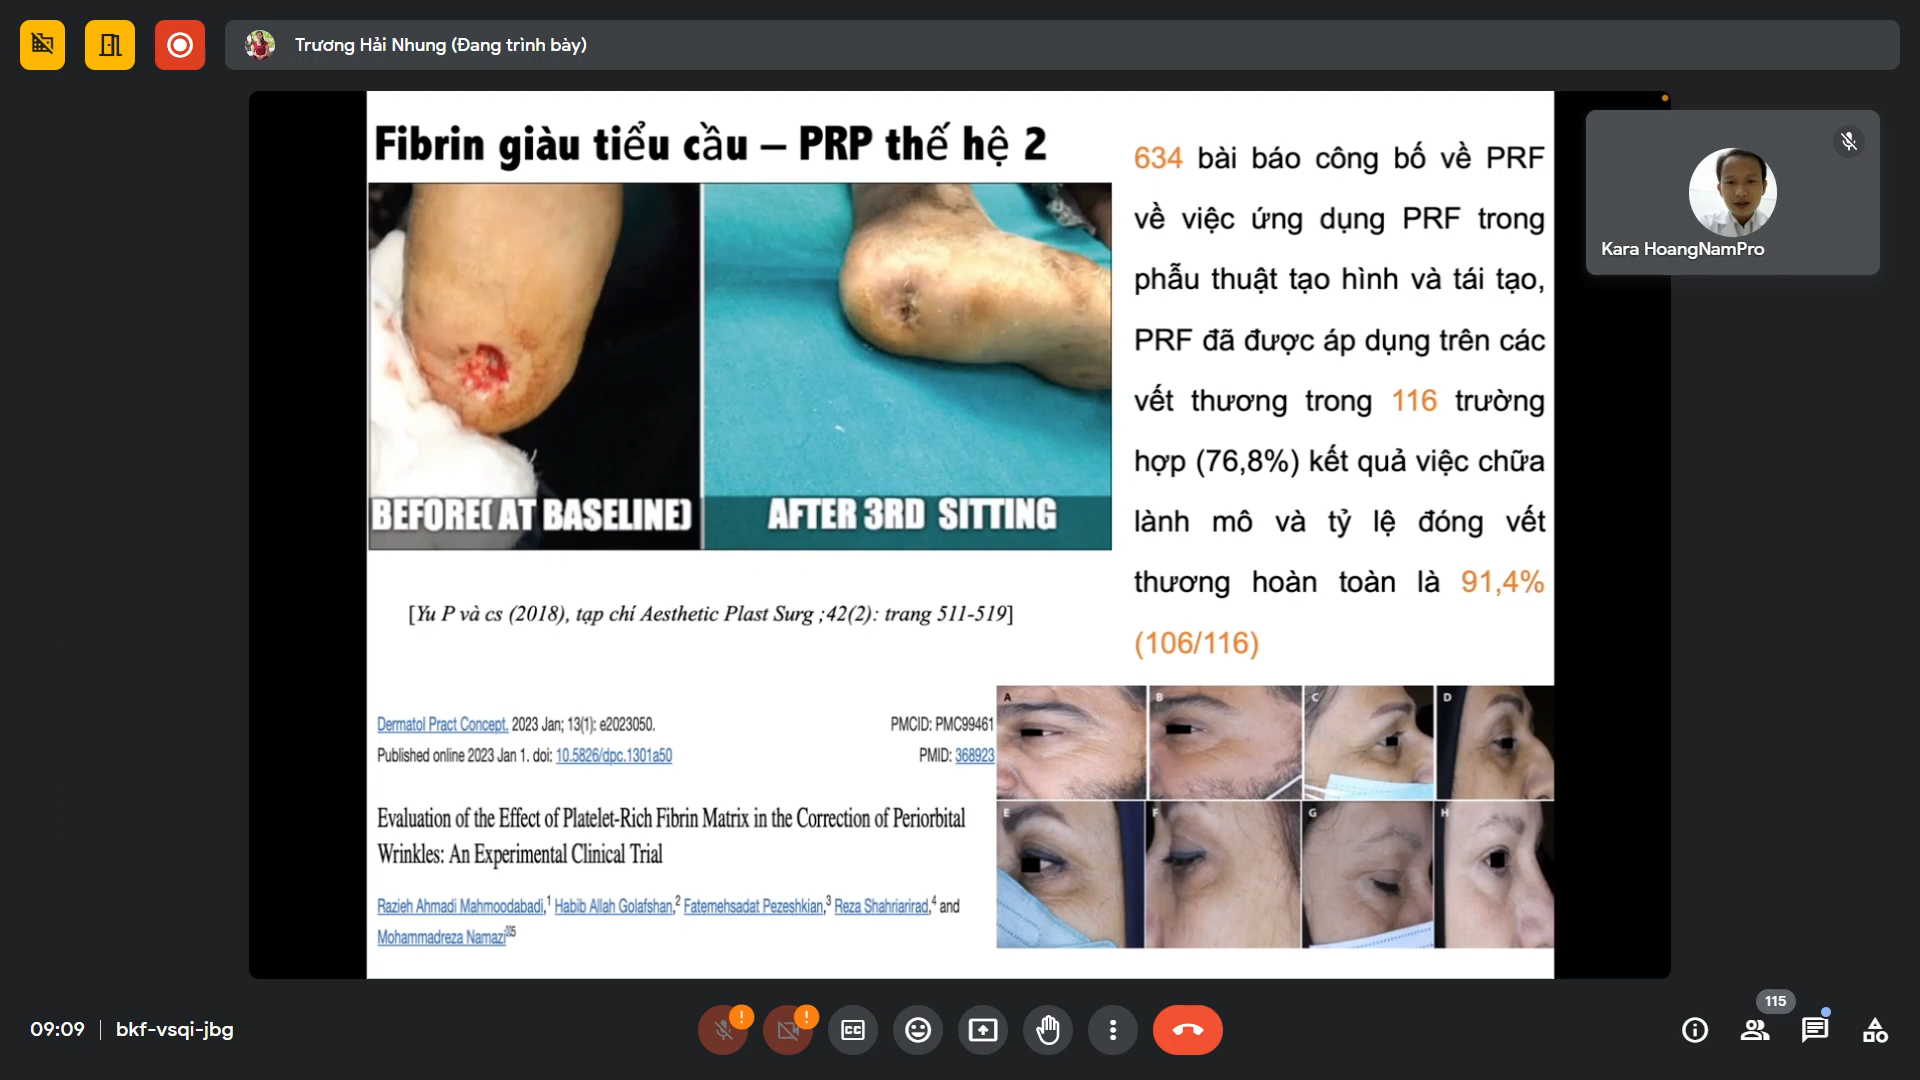 Trương Hải Nhung (Đang trình bày)
Fibrin giàu tiểu cầu – PRP thế hệ 2
BEFORE( AT BASELINE)
AFTER 3RD SITTING
[Yu P và cs (2018), tạp chí Aesthetic Plast Surg ;42(2): trang 511-519]
634 bài báo công bố về PRF
về việc ứng dụng PRF trong
phẫu thuật tạo hình và tái tạo,
PRF đã được áp dụng trên các
vết thương trong 116 trường
hợp (76,8%) kết quả việc chữa
lành mô và tỷ lệ đóng vết
thương hoàn toàn là 91,4%
(106/116)
Kara HoangNamPro
Dermatol Pract Concept. 2023 Jan; 13(1): e2023050.
PMCID: PMC99461
Published online 2023 Jan 1. doi: 10.5826/dpc.1301a50
PMID: 368923
Evaluation of the Effect of Platelet-Rich Fibrin Matrix in the Correction of Periorbital
Wrinkles: An Experimental Clinical Trial
Razieh Ahmadi Mahmoodabadi,1 Habib Allah Golafshan,2 Fatemehsadat Pezeshkian,3 Reza Shahriarirad,4 and
Mohammadreza Namazi5
A
B
C
D
E
F
G
H
09:09
bkf-vsqi-jbg
CC
115